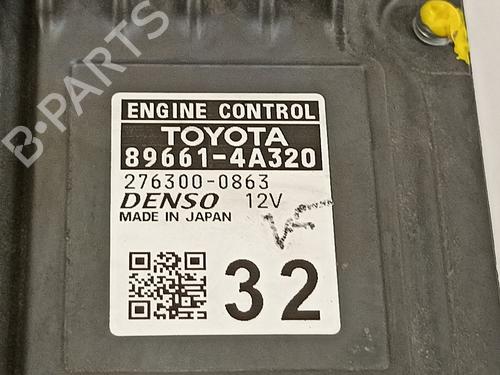 B-PARTS
ENGINE CONTROL
TOYOTA
89661-4A320
276300-0863
DENSO 12V
MADE IN JAPAN
32